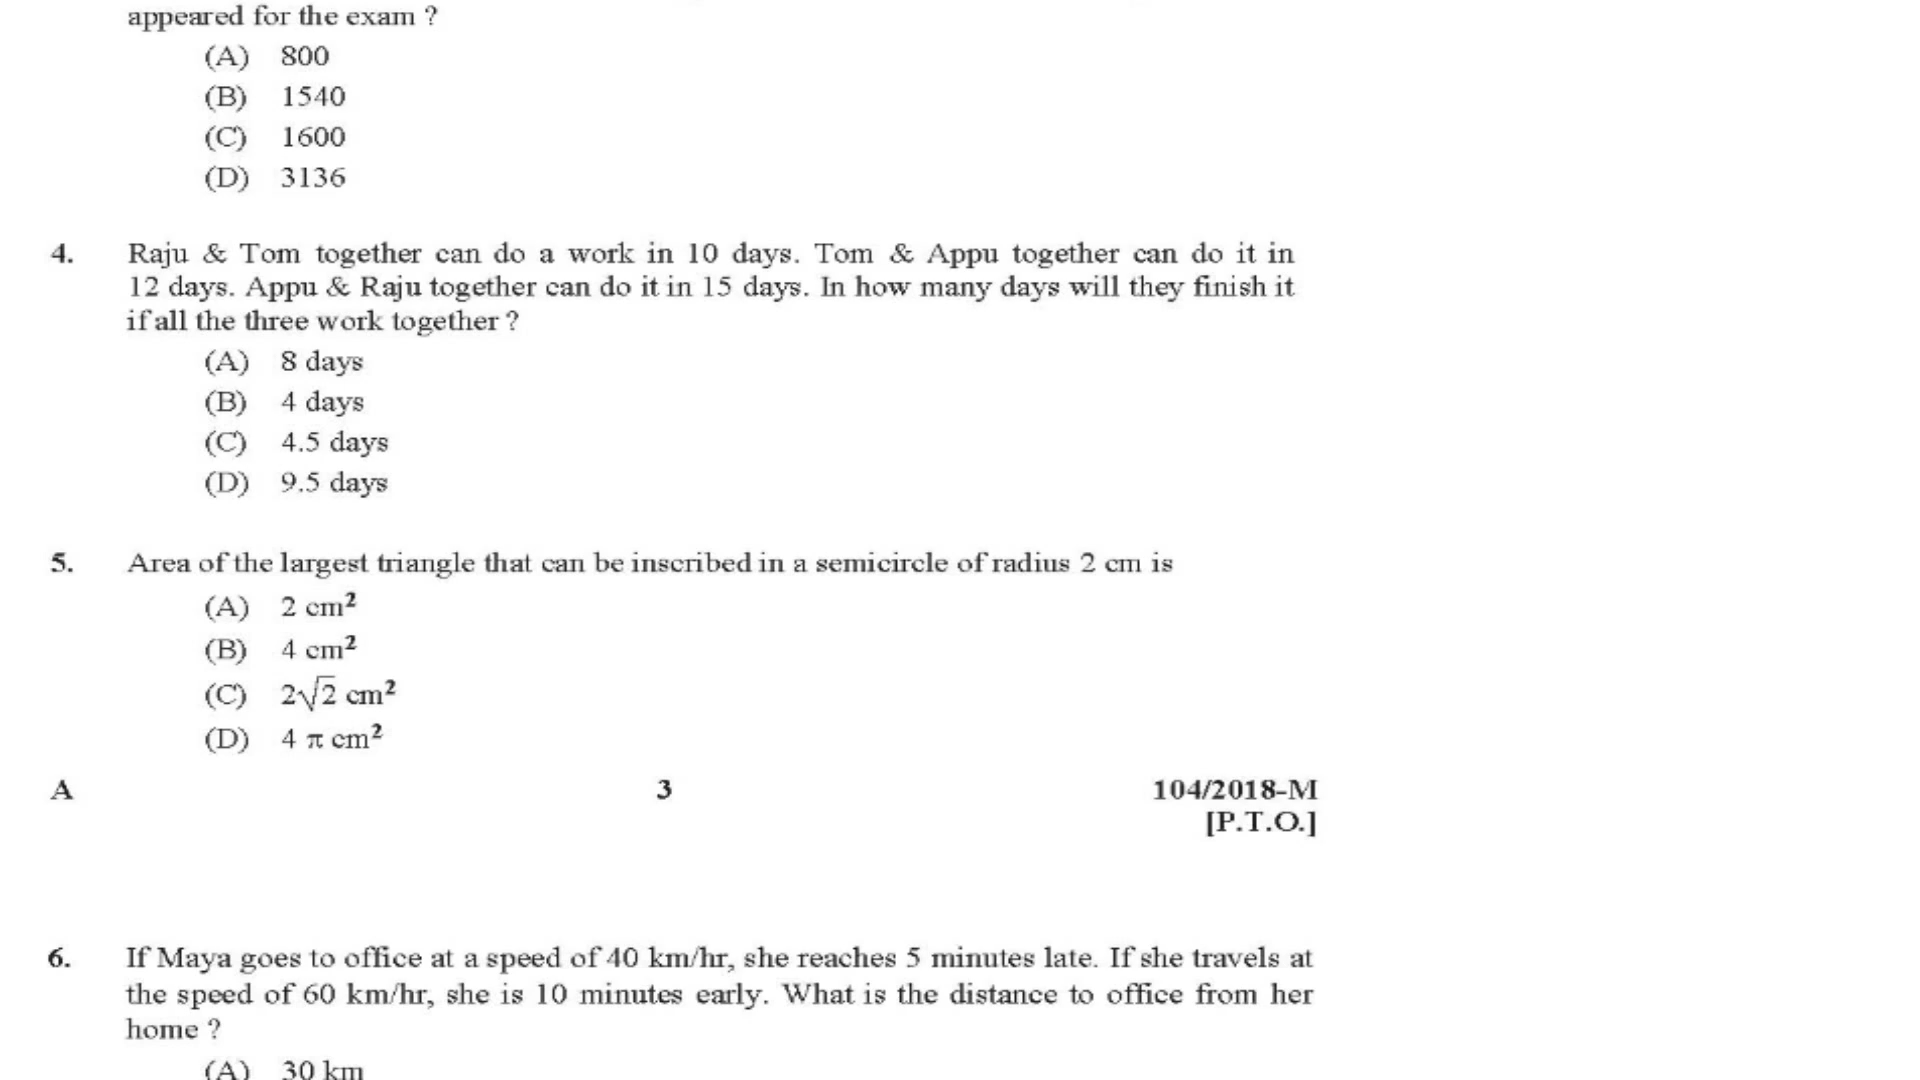 appeared for the exam ?
(A) 800
(B) 1540
(C) 1600
(D) 3136
4. Raju & Tom together can do a work in 10 days. Tom & Appu together can do it in
12 days. Appu & Raju together can do it in 15 days. In how many days will they finish it
if all the three work together ?
(A) 8 days
(B) 4 days
(C) 4.5 days
(D) 9.5 days
5. Area of the largest triangle that can be inscribed in a semicircle of radius 2 cm is
(A) 2 cm²
(B) 4 cm²
(C) 2√2 cm²
(D) 4 π cm²
A 3 104/2018-M
[P.T.O.]
6. If Maya goes to office at a speed of 40 km/hr, she reaches 5 minutes late. If she travels at
the speed of 60 km/hr, she is 10 minutes early. What is the distance to office from her
home ?
(A) 30 km